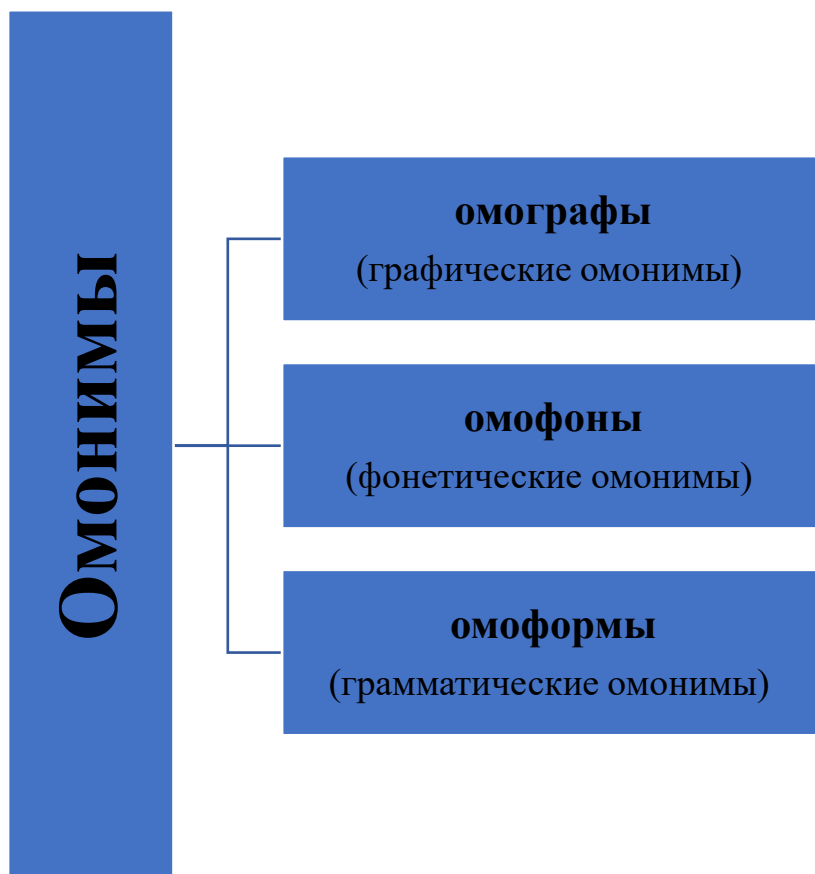 Омонимы
омографы
(графические омонимы)
омофоны
(фонетические омонимы)
омоформы
(грамматические омонимы)